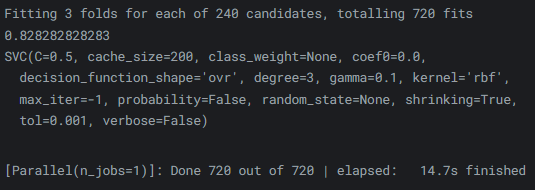 Fitting 3 folds for each of 240 candidates, totalling 720 fits
0.828282828283
SVC(C=0.5, cache_size=200, class_weight=None, coef0=0.0,
  decision_function_shape='ovr', degree=3, gamma=0.1, kernel='rbf',
  max_iter=-1, probability=False, random_state=None, shrinking=True,
  tol=0.001, verbose=False)
[Parallel(n_jobs=1)]: Done 720 out of 720 | elapsed:   14.7s finished